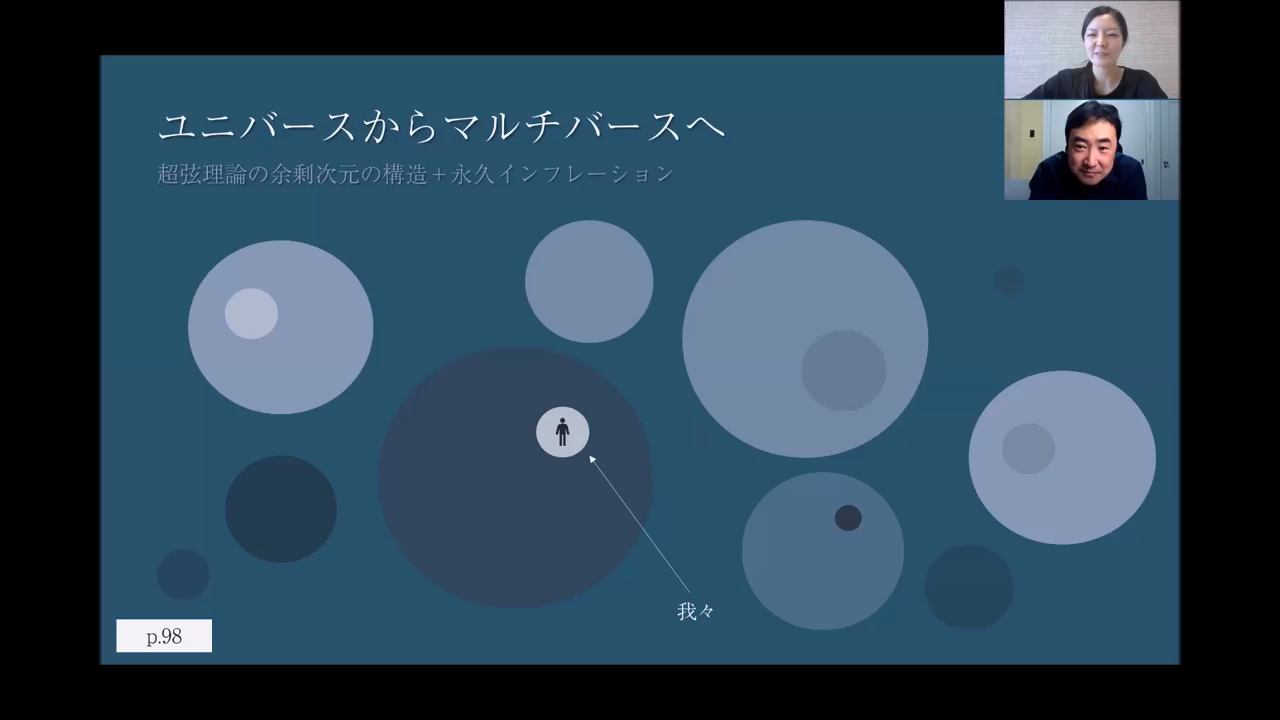 ユニバースからマルチバースへ
超弦理論の余剰次元の構造＋永久インフレーション
我々
p.98